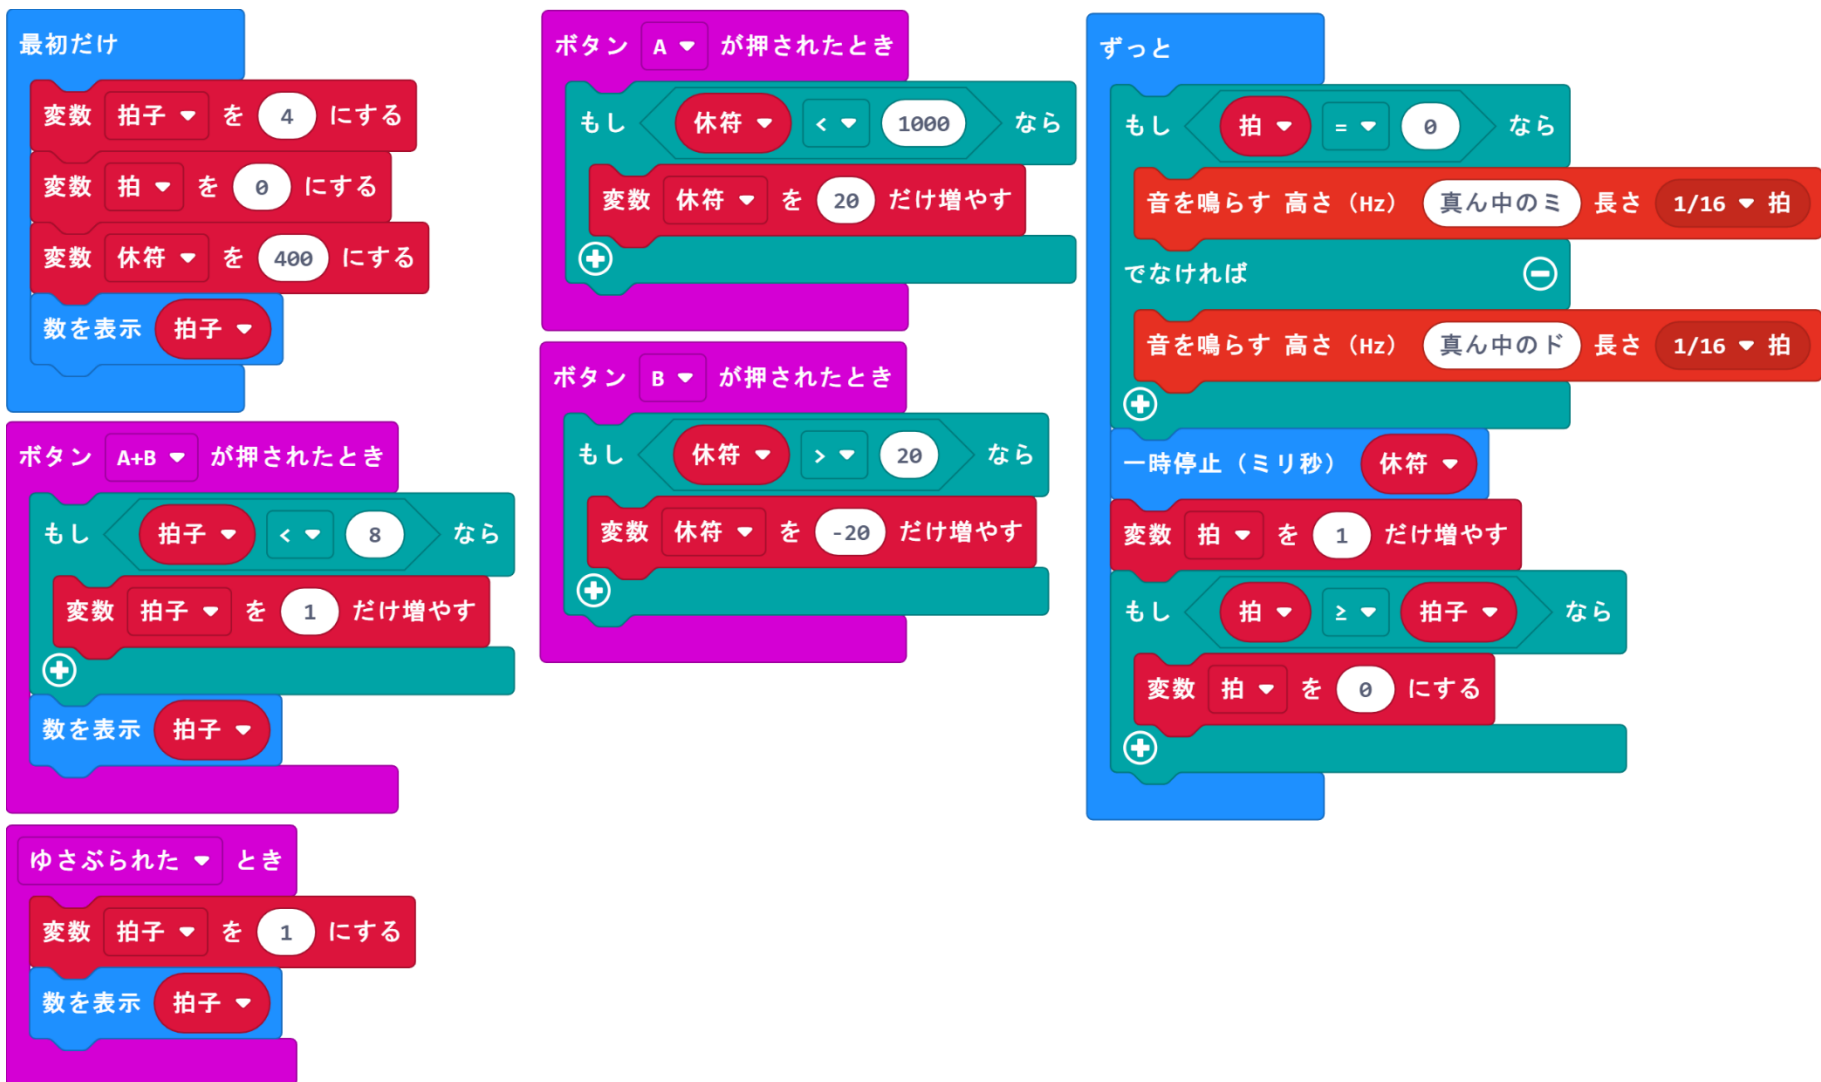 最初だけ
変数 拍子 を 4 にする
変数 拍 を 0 にする
変数 休符 を 400 にする
数を表示 拍子
ボタン A+B が押されたとき
もし 拍子 < 8 なら
変数 拍子 を 1 だけ増やす
数を表示 拍子
ゆさぶられた とき
変数 拍子 を 1 にする
数を表示 拍子
ボタン A が押されたとき
もし 休符 < 1000 なら
変数 休符 を 20 だけ増やす
ボタン B が押されたとき
もし 休符 > 20 なら
変数 休符 を -20 だけ増やす
ずっと
もし 拍 = 0 なら
音を鳴らす 高さ（Hz） 真ん中のミ 長さ 1/16 拍
でなければ
音を鳴らす 高さ（Hz） 真ん中のド 長さ 1/16 拍
一時停止（ミリ秒） 休符
変数 拍 を 1 だけ増やす
もし 拍 ≥ 拍子 なら
変数 拍 を 0 にする